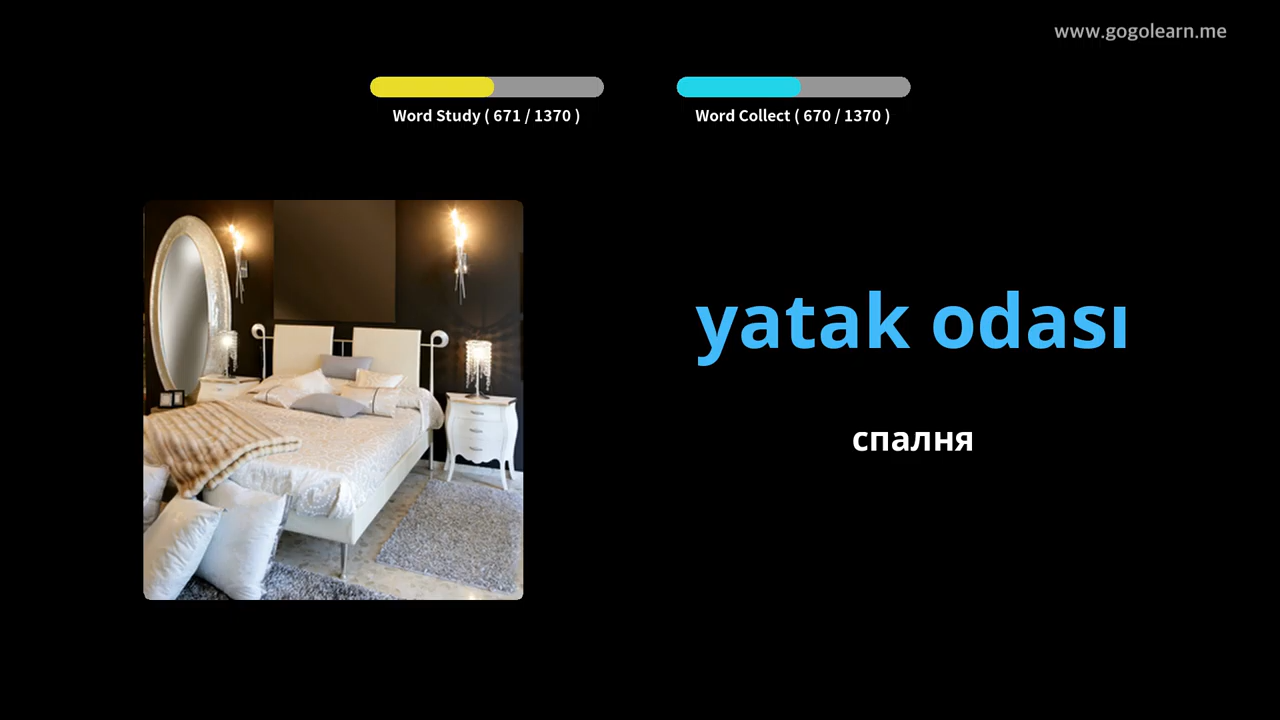 www.gogolearn.me
Word Study ( 671 / 1370 )
Word Collect ( 670 / 1370 )
yatak odası
спалня